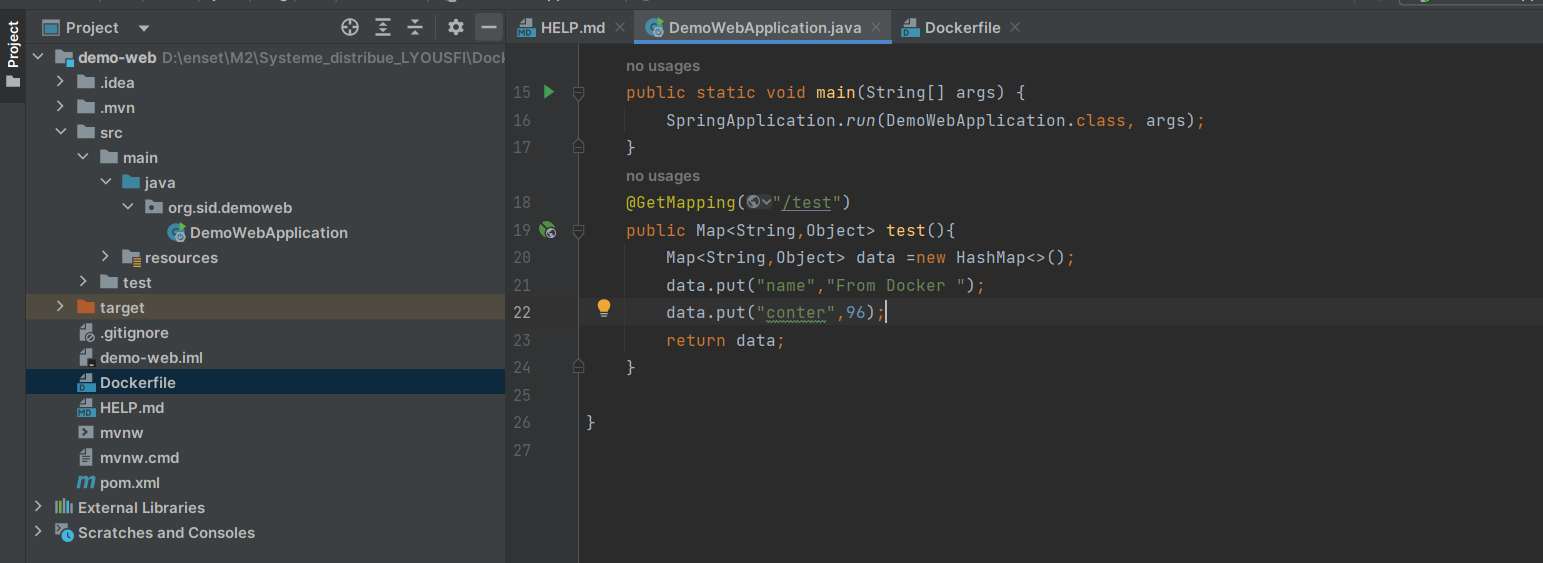 Project
Project
demo-web D:\enset\M2\Systeme_distribue_LYOUSFI\Dock
.idea
.mvn
src
main
java
org.sid.demoweb
DemoWebApplication
resources
test
target
.gitignore
demo-web.iml
Dockerfile
HELP.md
mvnw
mvnw.cmd
pom.xml
External Libraries
Scratches and Consoles
HELP.md DemoWebApplication.java Dockerfile
no usages
15 public static void main(String[] args) {
16 SpringApplication.run(DemoWebApplication.class, args);
17 }
no usages
18 @GetMapping("/test")
19 public Map<String,Object> test(){
20 Map<String,Object> data =new HashMap<>();
21 data.put("name","From Docker ");
22 data.put("conter",96);
23 return data;
24 }
25
26 }
27